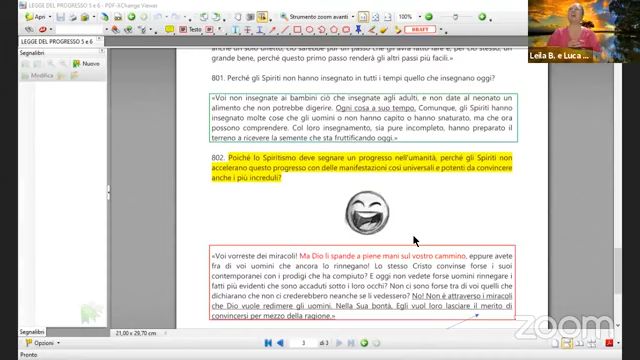 LEGGE DEL PROGRESSO 5 e 6 - PDF-XChange Viewer
Apri
Strumento zoom avanti
100%
Testo
DRAFT
LEGGE DEL PROGRESSO 5 e 6
Segnalibri
Nuova
Modifica
anche un solo diretto, ciò sarebbe pur un passo che gli avrà fatto fare e, per ciò stesso, un
grande bene, perché questo primo passo renderà gli altri passi più facili.»
801. Perché gli Spiriti non hanno insegnato in tutti i tempi quello che insegnano oggi?
«Voi non insegnate ai bambini ciò che insegnate agli adulti, e non date al neonato un
alimento che non potrebbe digerire. Ogni cosa a suo tempo. Comunque, gli Spiriti hanno
insegnato molte cose che gli uomini o non hanno capito o hanno snaturato, ma che ora
possono comprendere. Col loro insegnamento, sia pure incompleto, hanno preparato il
terreno a ricevere la semente che sta fruttificando oggi.»
802. Poiché lo Spiritismo deve segnare un progresso nell'umanità, perché gli Spiriti non
accelerano questo progresso con delle manifestazioni così universali e potenti da convincere
anche i più increduli?
«Voi vorreste dei miracoli! Ma Dio li spande a piene mani sul vostro cammino, eppure avete
fra di voi uomini che ancora lo rinnegano! Lo stesso Cristo convinse forse i suoi
contemporanei con i prodigi che ha compiuto? E oggi non vedete forse uomini rinnegare i
fatti più evidenti che sono accaduti sotto i loro occhi? Non ci sono forse tra di voi quelli che
dichiarano che non ci crederebbero neanche se li vedessero? No! Non è attraverso i miracoli
che Dio vuole redimere gli uomini. Nella Sua bontà, Egli vuol loro lasciare il merito di
convincersi per mezzo della ragione.»
Leila B. e Luca
Segnalibri
21,00 x 29,70 cm
Opzioni
3
3 di 3
Pronto
zoom